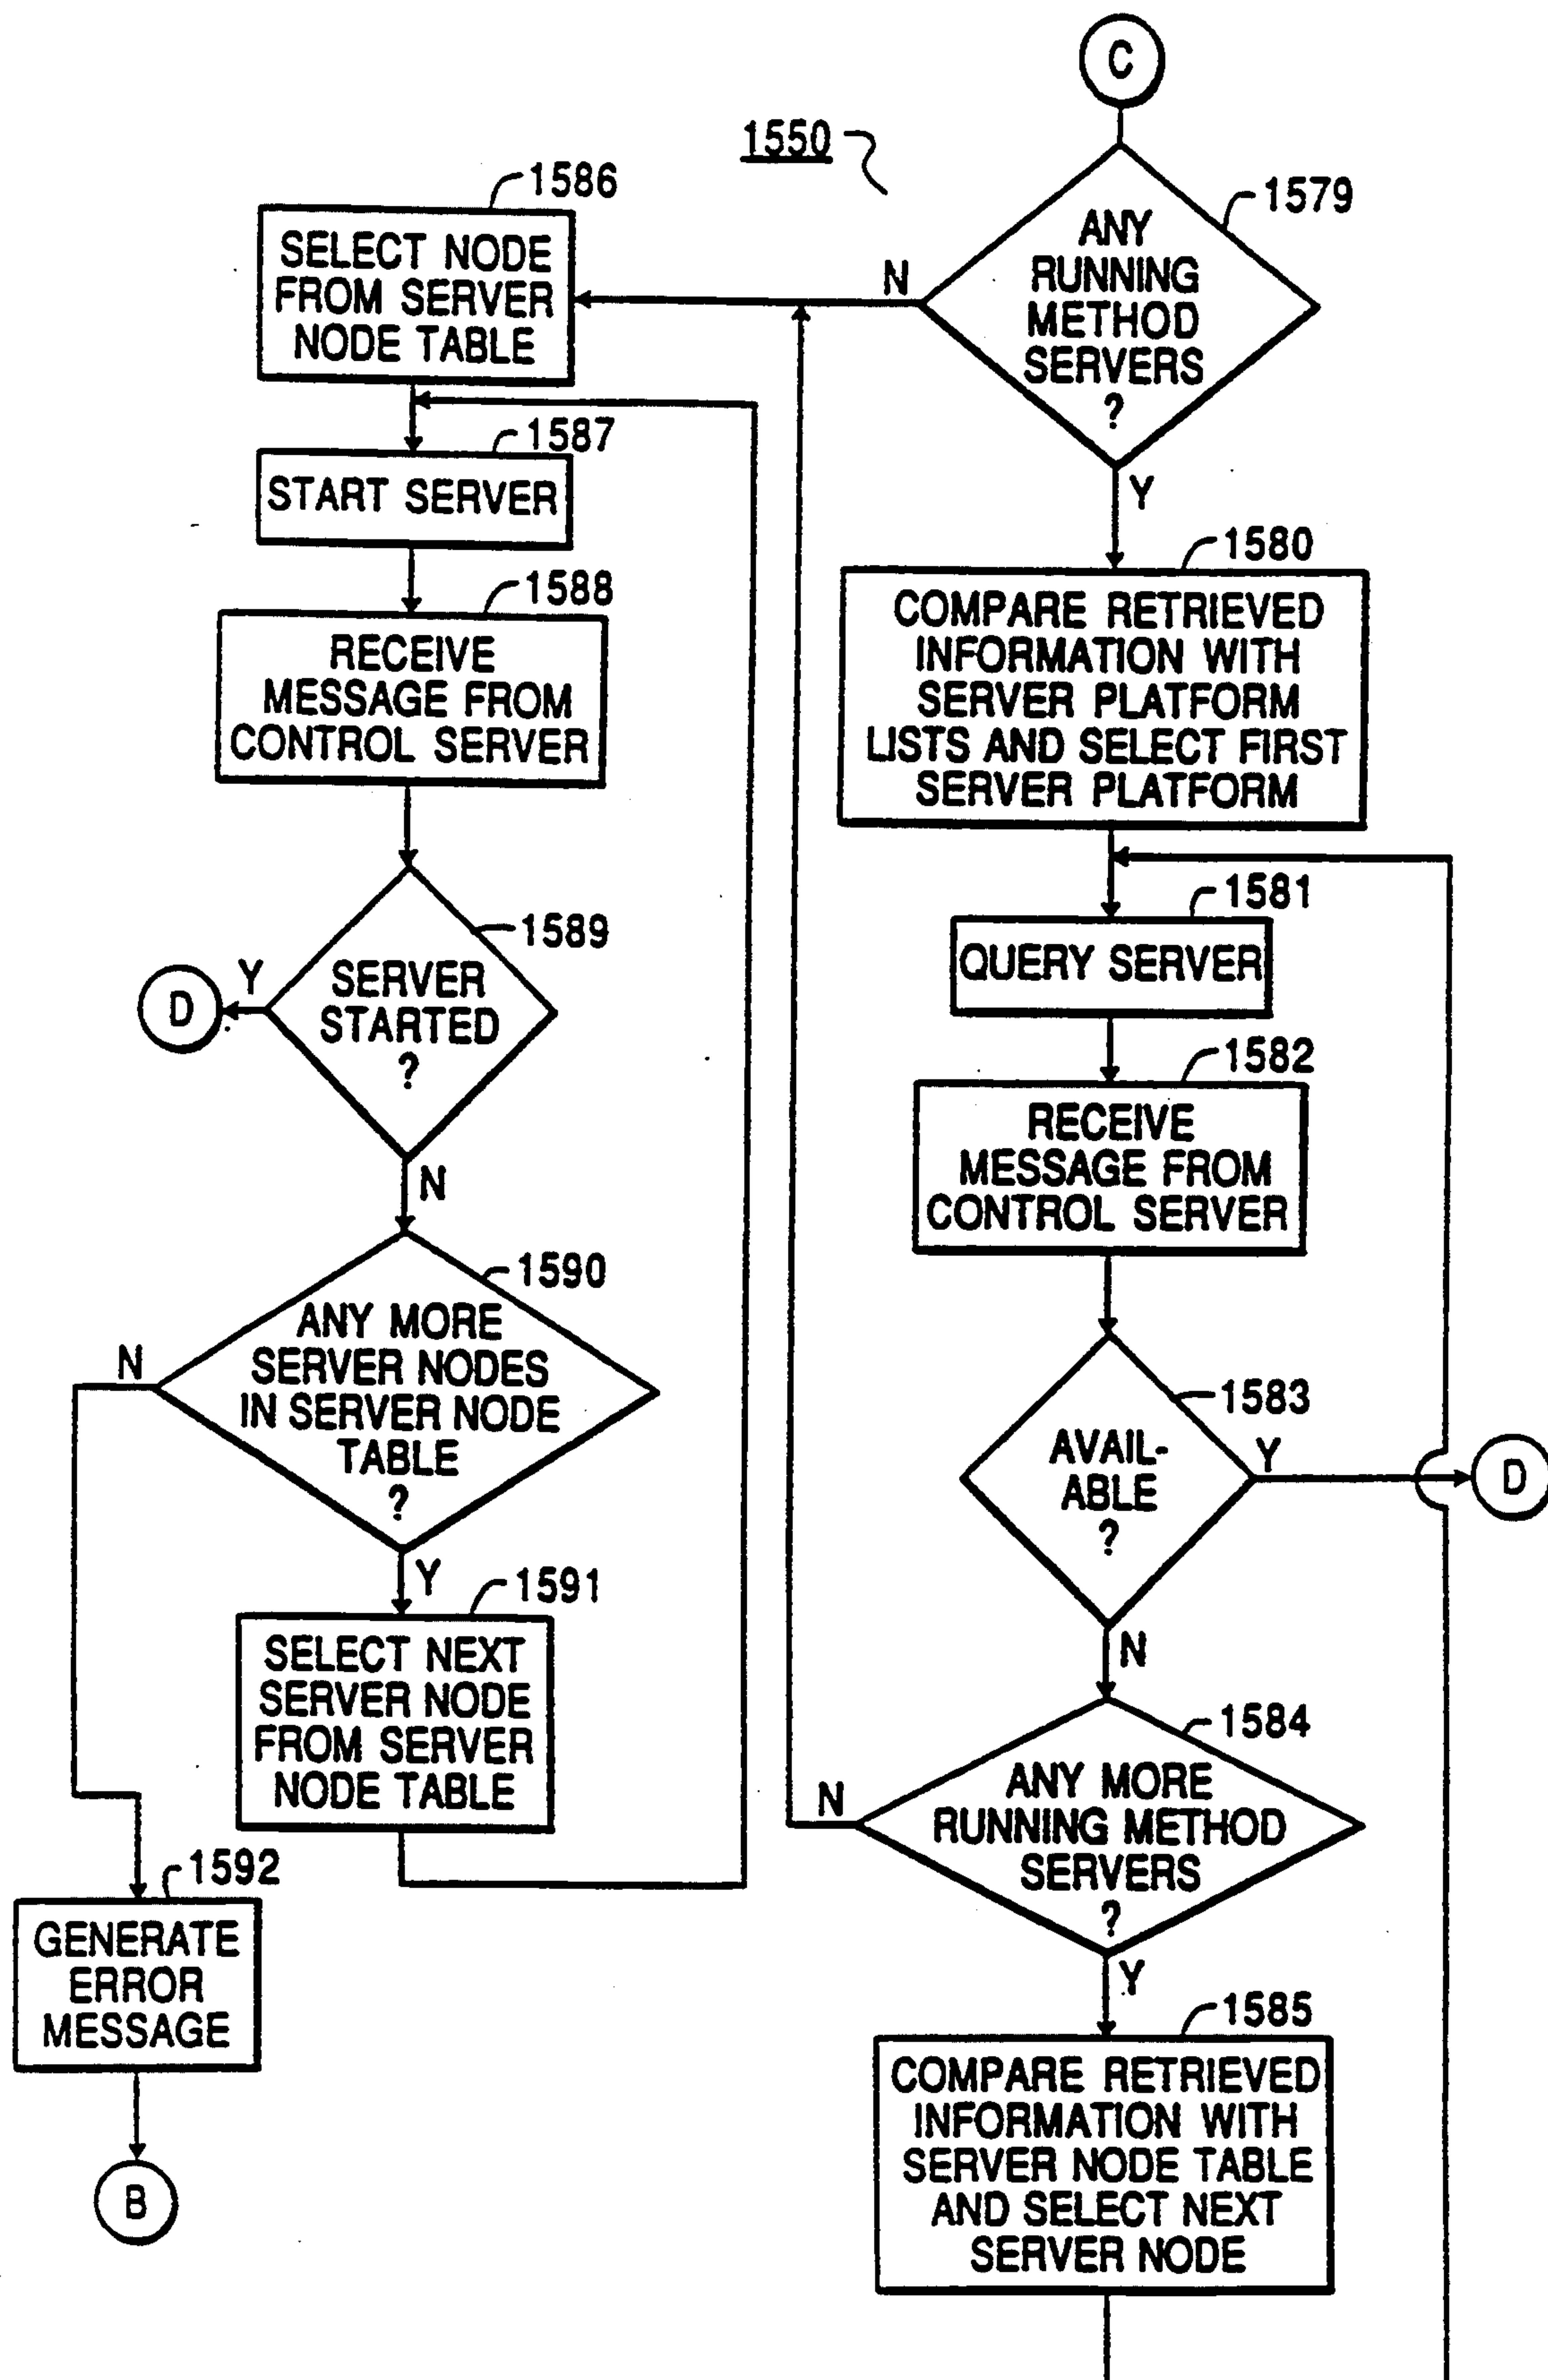 C
1550
1579
ANY
RUNNING
METHOD
SERVERS
?
N
Y
1580
COMPARE RETRIEVED
INFORMATION WITH
SERVER PLATFORM
LISTS AND SELECT FIRST
SERVER PLATFORM
1581
QUERY SERVER
1582
RECEIVE
MESSAGE FROM
CONTROL SERVER
1583
AVAIL-
ABLE
?
Y
D
N
1584
ANY MORE
RUNNING METHOD
SERVERS
?
N
Y
1585
COMPARE RETRIEVED
INFORMATION WITH
SERVER NODE TABLE
AND SELECT NEXT
SERVER NODE
1586
SELECT NODE
FROM SERVER
NODE TABLE
1587
START SERVER
1588
RECEIVE
MESSAGE FROM
CONTROL SERVER
1589
SERVER
STARTED
?
Y
D
N
1590
ANY MORE
SERVER NODES
IN SERVER NODE
TABLE
?
N
Y
1591
SELECT NEXT
SERVER NODE
FROM SERVER
NODE TABLE
1592
GENERATE
ERROR
MESSAGE
B